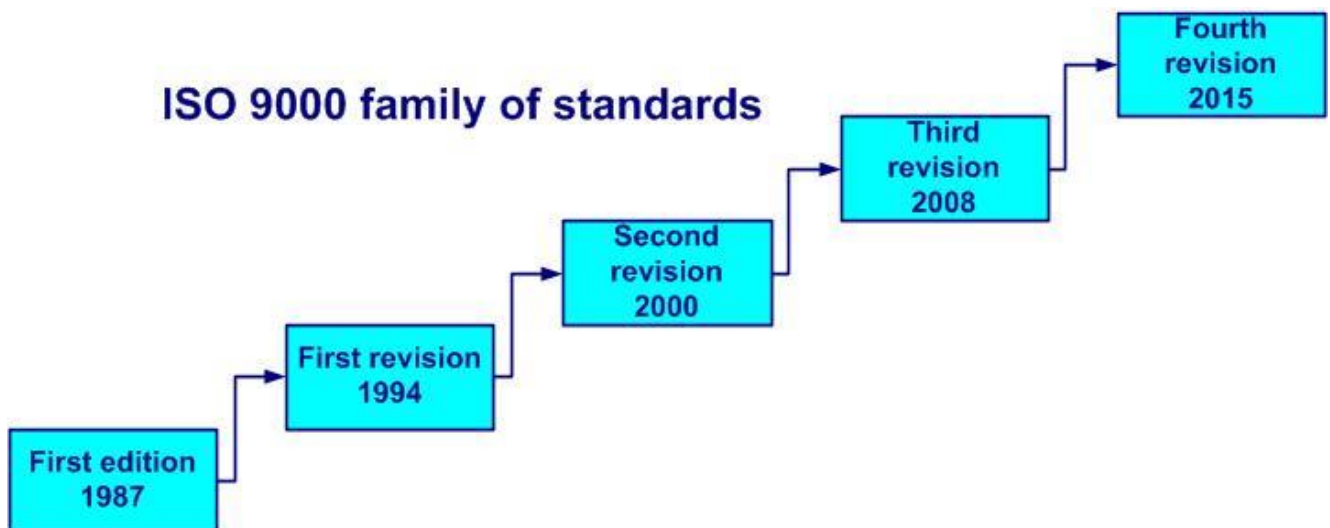 ISO 9000 family of standards
Fourth
revision
2015
Third
revision
2008
Second
revision
2000
First revision
1994
First edition
1987